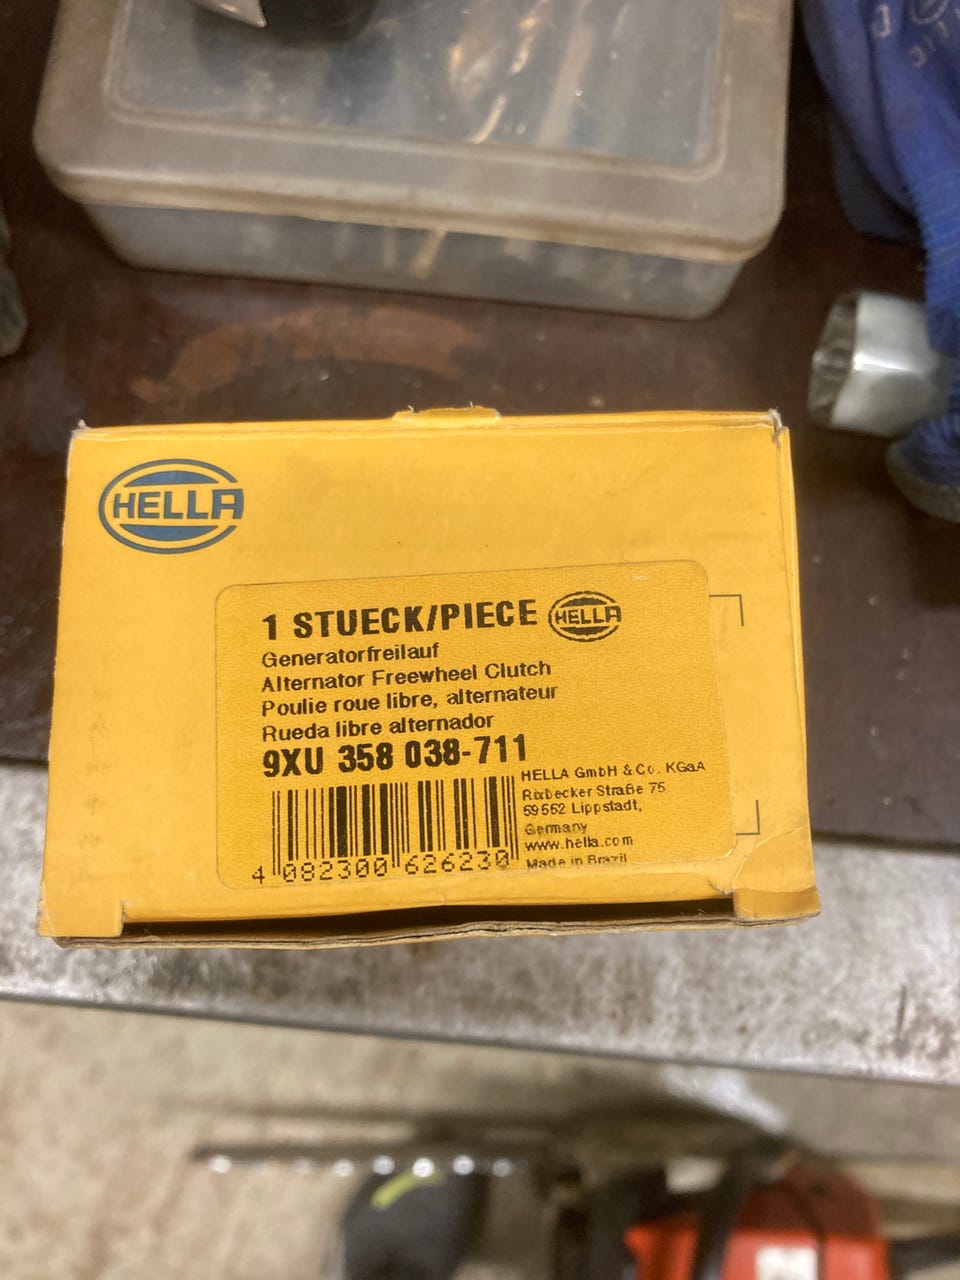 HELLA
1 STUECK/PIECE HELLA
Generatorfreilauf
Alternator Freewheel Clutch
Poulie roue libre, alternateur
Rueda libre alternador
9XU 358 038-711
HELLA GmbH & Co. KGaA
Rixbecker Straße 75
59552 Lippstadt,
Germany
www.hella.com
Made in Brazil
4 082300 626230